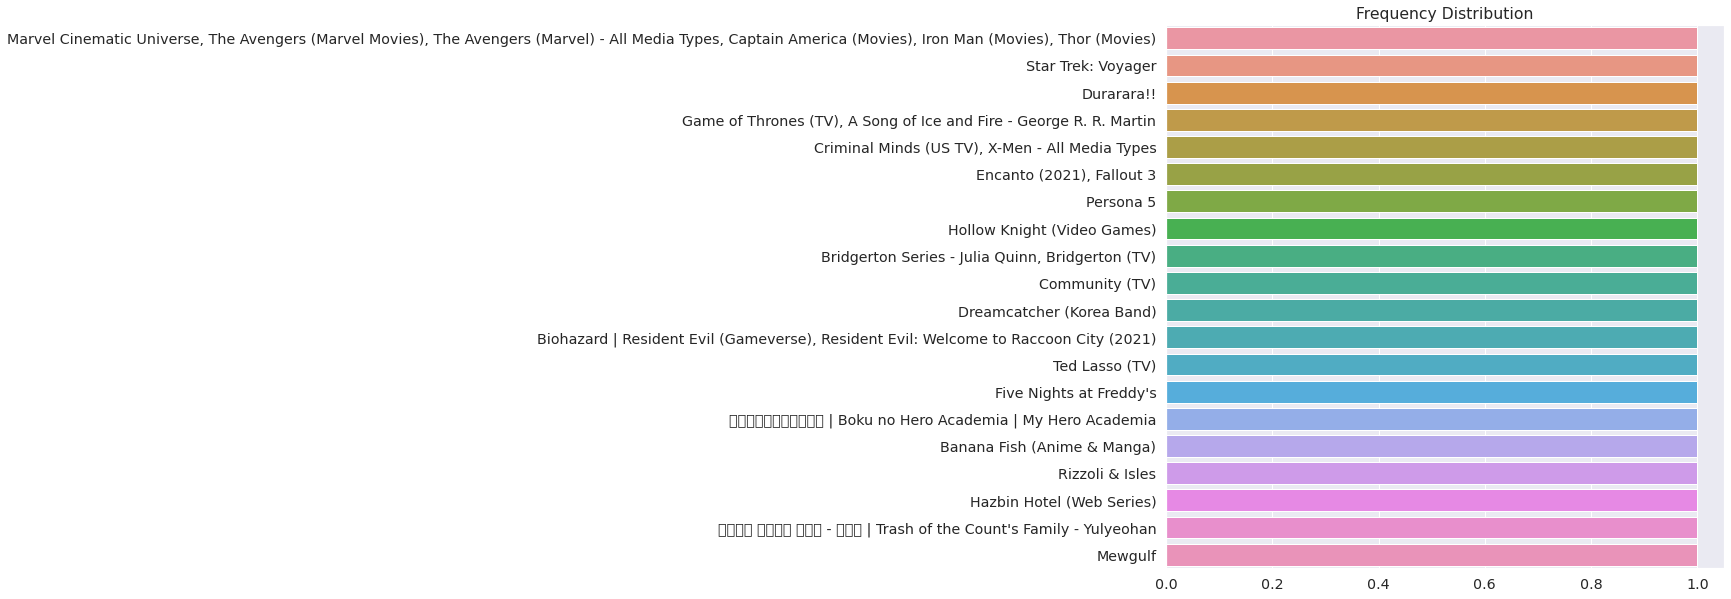 Frequency Distribution
Marvel Cinematic Universe, The Avengers (Marvel Movies), The Avengers (Marvel) - All Media Types, Captain America (Movies), Iron Man (Movies), Thor (Movies)
Star Trek: Voyager
Durarara!!
Game of Thrones (TV), A Song of Ice and Fire - George R. R. Martin
Criminal Minds (US TV), X-Men - All Media Types
Encanto (2021), Fallout 3
Persona 5
Hollow Knight (Video Games)
Bridgerton Series - Julia Quinn, Bridgerton (TV)
Community (TV)
Dreamcatcher (Korea Band)
Biohazard | Resident Evil (Gameverse), Resident Evil: Welcome to Raccoon City (2021)
Ted Lasso (TV)
Five Nights at Freddy's
| Boku no Hero Academia | My Hero Academia
Banana Fish (Anime & Manga)
Rizzoli & Isles
Hazbin Hotel (Web Series)
- | Trash of the Count's Family - Yulyeohan
Mewgulf
0.0 0.2 0.4 0.6 0.8 1.0